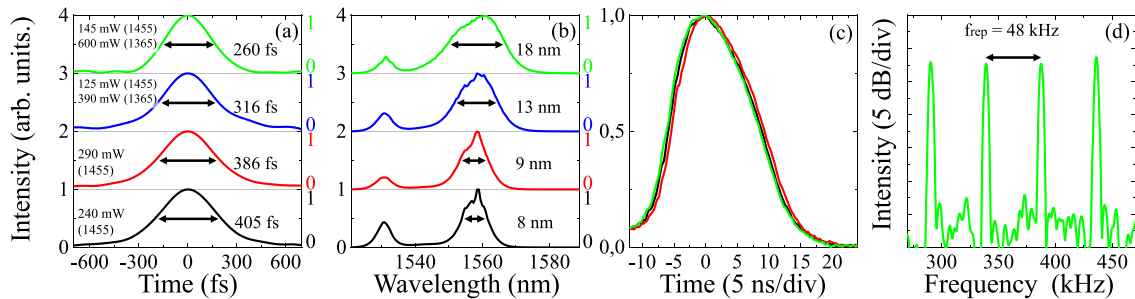 Intensity (arb. units.)
4
3
2
1
0
(a)
145 mW (1455)
600 mW (1365)
260 fs
1
0
125 mW (1455)
390 mW (1365)
316 fs
1
0
290 mW
(1455)
386 fs
1
0
240 mW
(1455)
405 fs
1
0
-600 -300 0 300 600
Time (fs)
4
3
2
1
0
(b)
18 nm
1
0
13 nm
1
0
9 nm
1
0
8 nm
1
0
1540 1560 1580
Wavelength (nm)
1,0
0,5
0,0
(c)
-10 -5 0 5 10 15 20
Time (5 ns/div)
Intensity (5 dB/div)
(d)
frep = 48 kHz
300 350 400 450
Frequency (kHz)